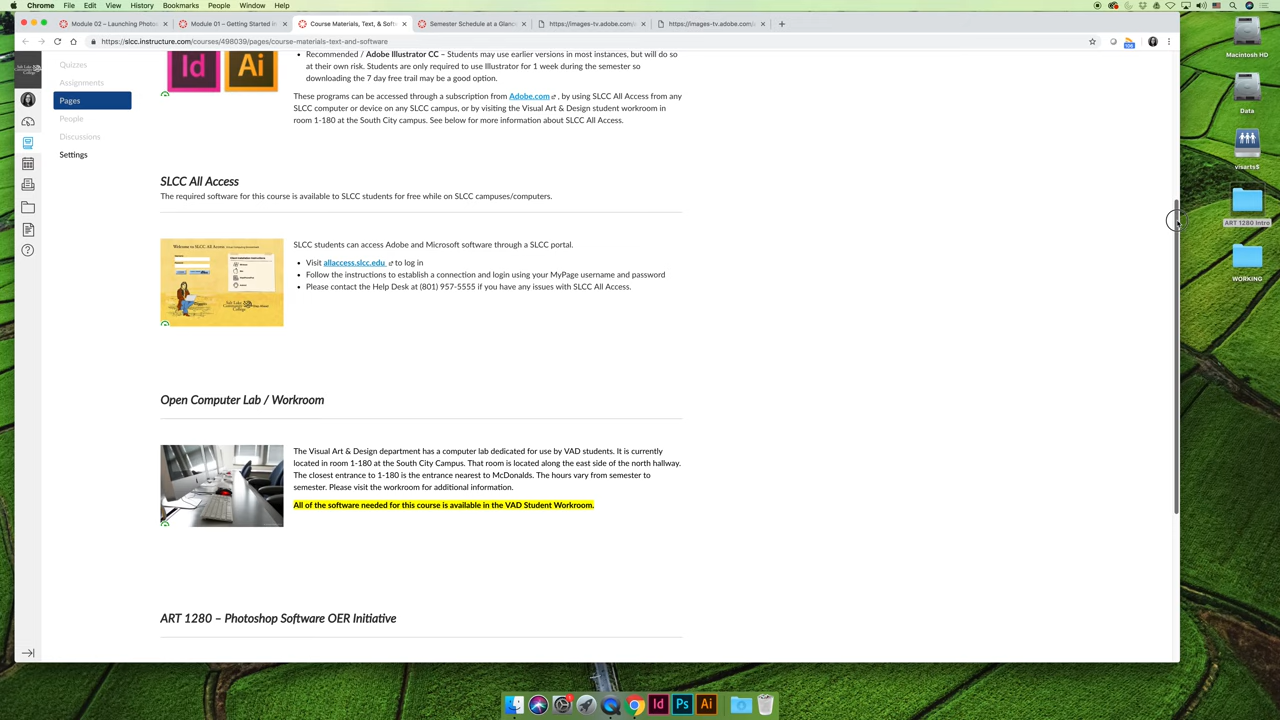 Chrome File Edit View History Bookmarks People Window Help
Module 02 – Launching Photos
Module 01 – Getting Started in
Course Materials, Text, & Soft
Semester Schedule at a Glance
https://images-tv.adobe.com/
https://images-tv.adobe.com/
https://slcc.instructure.com/courses/498039/pages/course-materials-text-and-software
106
Quizzes
Assignments
Pages
People
Discussions
Settings
Id Ai
Recommended / Adobe Illustrator CC – Students may use earlier versions in most instances, but will do so
at their own risk. Students are only required to use Illustrator for 1 week during the semester so
downloading the 7 day free trail may be a good option.
These programs can be accessed through a subscription from Adobe.com , by using SLCC All Access from any
SLCC computer or device on any SLCC campus, or by visiting the Visual Art & Design student workroom in
room 1-180 at the South City campus. See below for more information about SLCC All Access.
SLCC All Access
The required software for this course is available to SLCC students for free while on SLCC campuses/computers.
Welcome to SLCC All Access
SLCC students can access Adobe and Microsoft software through a SLCC portal.
Visit allaccess.slcc.edu to log in
Follow the instructions to establish a connection and login using your MyPage username and password
Please contact the Help Desk at (801) 957-5555 if you have any issues with SLCC All Access.
Open Computer Lab / Workroom
The Visual Art & Design department has a computer lab dedicated for use by VAD students. It is currently
located in room 1-180 at the South City Campus. That room is located along the east side of the north hallway.
The closest entrance to 1-180 is the entrance nearest to McDonalds. The hours vary from semester to
semester. Please visit the workroom for additional information.
All of the software needed for this course is available in the VAD Student Workroom.
ART 1280 – Photoshop Software OER Initiative
Macintosh HD
Data
visarts$
ART 1280 Intro
WORKING
Id Ps Ai